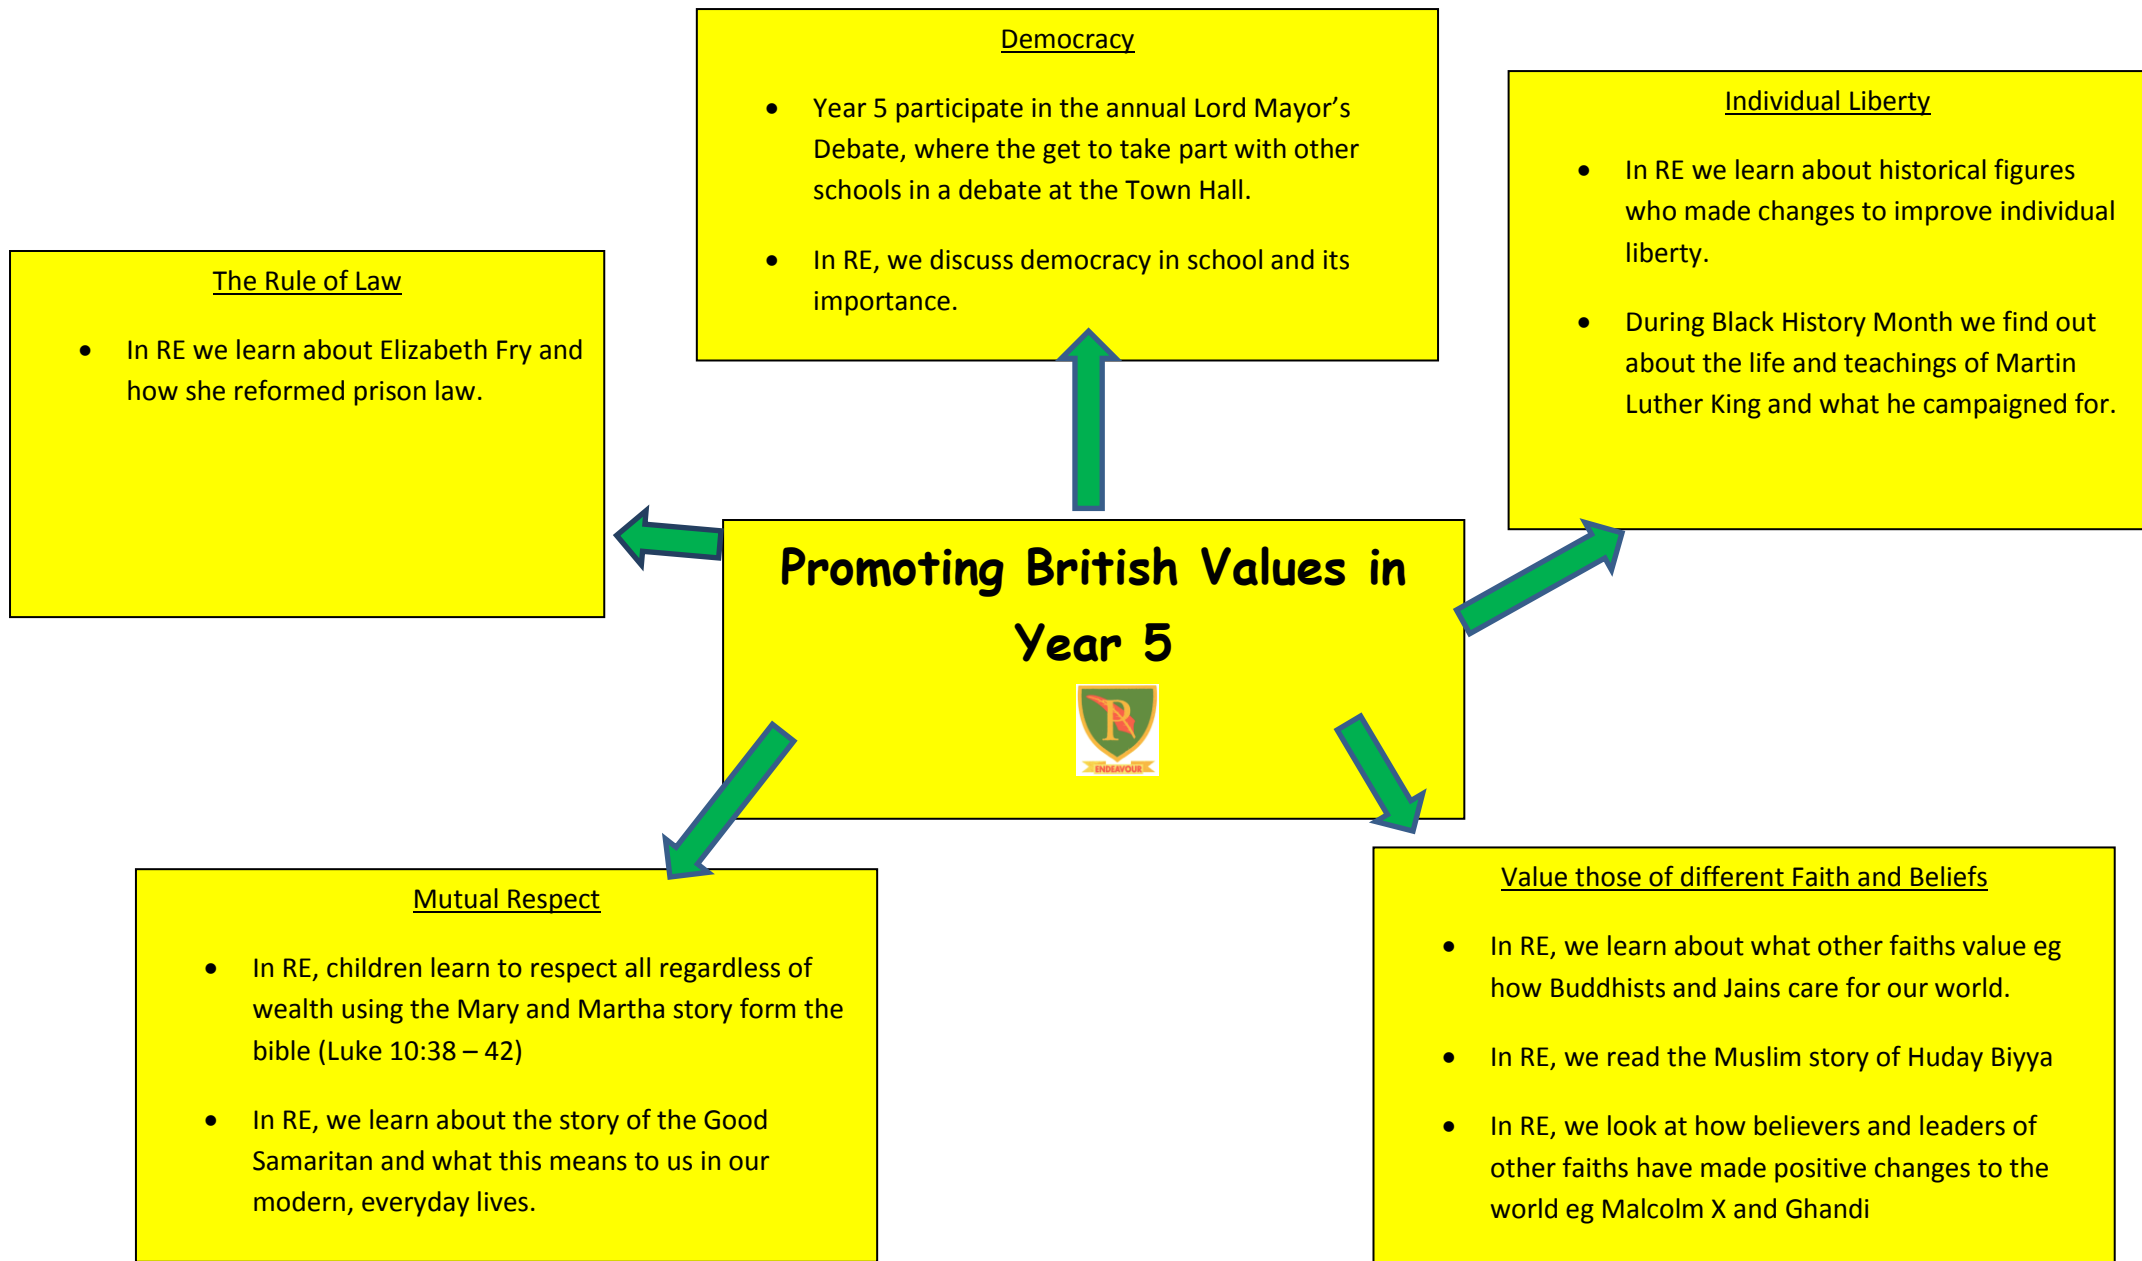 Democracy
• Year 5 participate in the annual Lord Mayor’s
Debate, where the get to take part with other
schools in a debate at the Town Hall.
• In RE, we discuss democracy in school and its
importance.
Individual Liberty
• In RE we learn about historical figures
who made changes to improve individual
liberty.
• During Black History Month we find out
about the life and teachings of Martin
Luther King and what he campaigned for.
The Rule of Law
• In RE we learn about Elizabeth Fry and
how she reformed prison law.
Promoting British Values in
Year 5
R
ENDEAVOUR
Mutual Respect
• In RE, children learn to respect all regardless of
wealth using the Mary and Martha story form the
bible (Luke 10:38 – 42)
• In RE, we learn about the story of the Good
Samaritan and what this means to us in our
modern, everyday lives.
Value those of different Faith and Beliefs
• In RE, we learn about what other faiths value eg
how Buddhists and Jains care for our world.
• In RE, we read the Muslim story of Huday Biyya
• In RE, we look at how believers and leaders of
other faiths have made positive changes to the
world eg Malcolm X and Ghandi